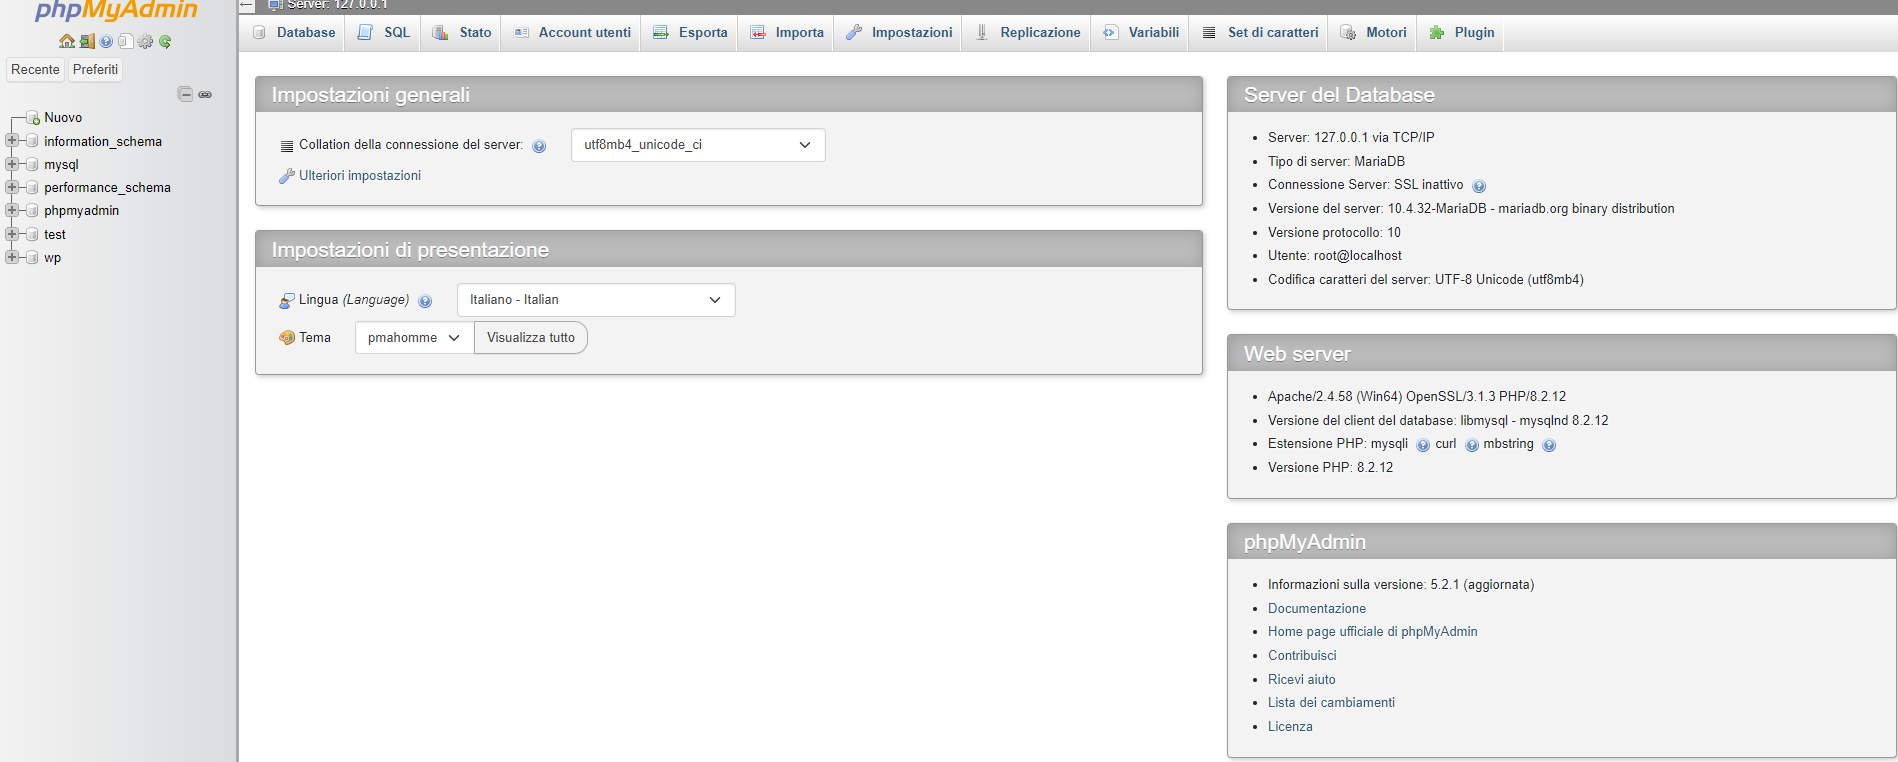 phpMyAdmin
Recente Preferiti
Nuovo
information_schema
mysql
performance_schema
phpmyadmin
test
wp
Server: 127.0.0.1
Database SQL Stato Account utenti Esporta Importa Impostazioni Replicazione Variabili Set di caratteri Motori Plugin
Impostazioni generali
Collation della connessione del server: utf8mb4_unicode_ci
Ulteriori impostazioni
Impostazioni di presentazione
Lingua (Language) Italiano - Italian
Tema pmahomme Visualizza tutto
Server del Database
Server: 127.0.0.1 via TCP/IP
Tipo di server: MariaDB
Connessione Server: SSL inattivo
Versione del server: 10.4.32-MariaDB - mariadb.org binary distribution
Versione protocollo: 10
Utente: root@localhost
Codifica caratteri del server: UTF-8 Unicode (utf8mb4)
Web server
Apache/2.4.58 (Win64) OpenSSL/3.1.3 PHP/8.2.12
Versione del client del database: libmysql - mysqlnd 8.2.12
Estensione PHP: mysqli curl mbstring
Versione PHP: 8.2.12
phpMyAdmin
Informazioni sulla versione: 5.2.1 (aggiornata)
Documentazione
Home page ufficiale di phpMyAdmin
Contribuisci
Ricevi aiuto
Lista dei cambiamenti
Licenza